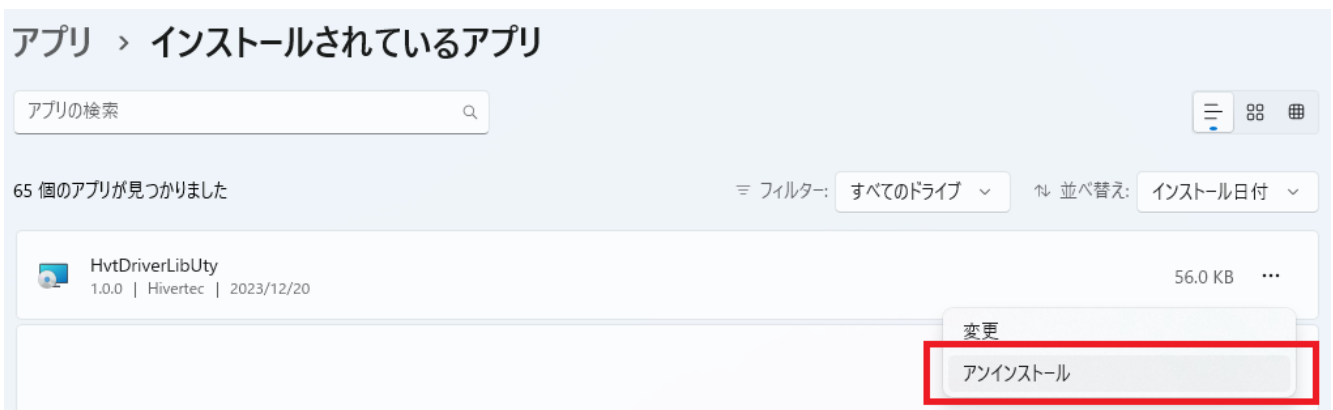 アプリ › インストールされているアプリ
アプリの検索
65 個のアプリが見つかりました
フィルター: すべてのドライブ 並べ替え: インストール日付
HvtDriverLibUty
1.0.0 | Hivertec | 2023/12/20
56.0 KB ···
変更
アンインストール